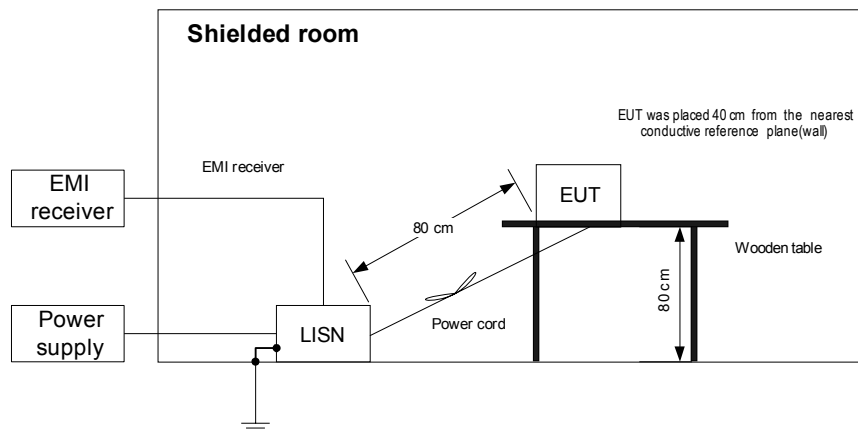 Shielded room
EUT was placed 40 cm from the nearest
conductive reference plane(wall)
EMI receiver
EMI
receiver
EUT
80 cm
Wooden table
80 cm
Power
supply
LISN
Power cord